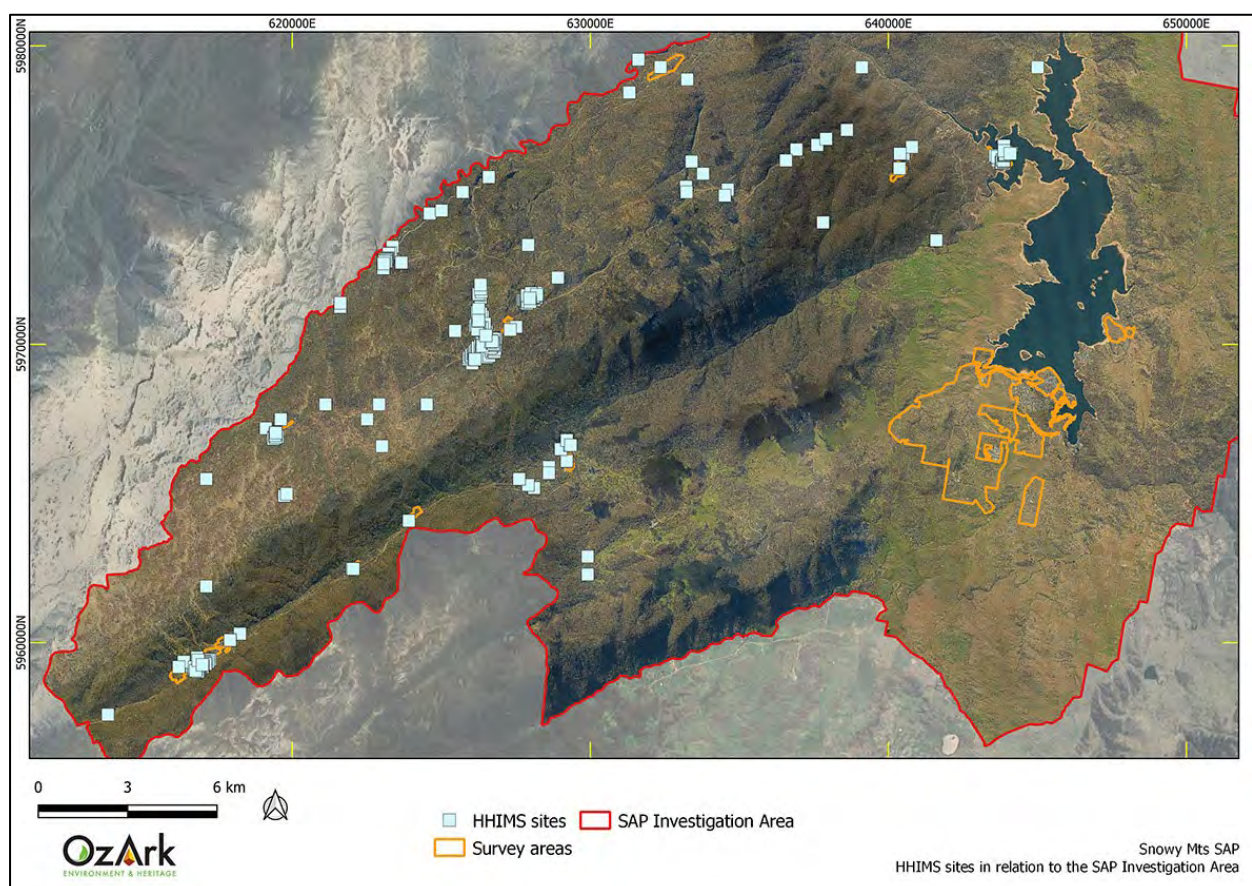 620000E 630000E 640000E 650000E
5980000N
5970000N
5960000N
0 3 6 km
HHIMS sites SAP Investigation Area
Survey areas
OzArk
ENVIRONMENT & HERITAGE
Snowy Mts SAP
HHIMS sites in relation to the SAP Investigation Area